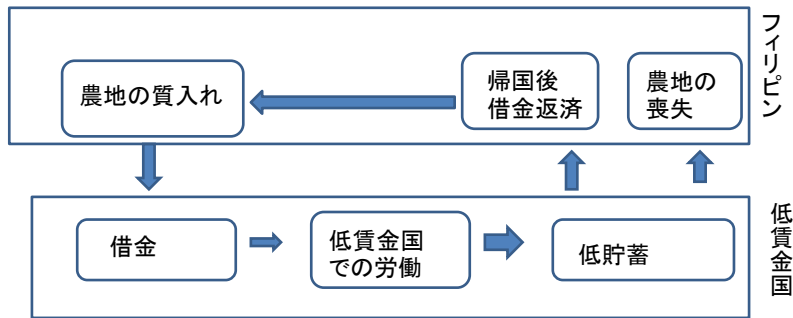 フィリピン
農地の質入れ
帰国後
借金返済
農地の
喪失
低賃金国
借金
低賃金国
での労働
低貯蓄